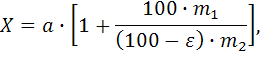 X = a · [1 + (100 · m₁) / ((100 − ε) · m₂)],